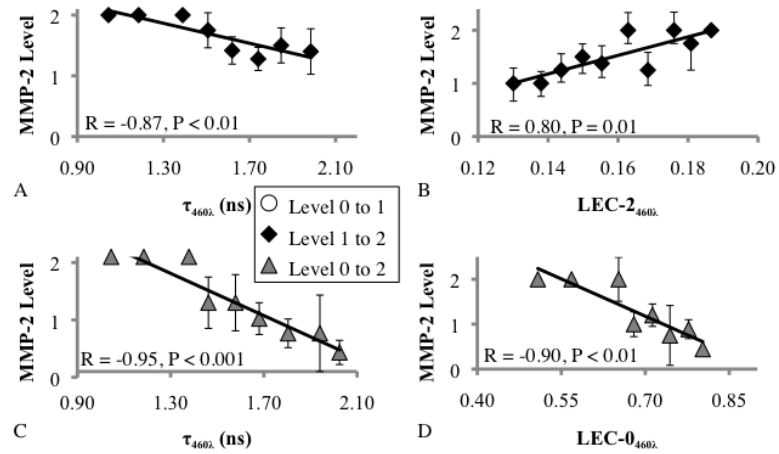 MMP-2 Level
2
1
0
R = -0.87, P < 0.01
0.90 1.30 1.70 2.10
A
τ460λ (ns)
MMP-2 Level
2
1
0
R = 0.80, P = 0.01
0.12 0.14 0.16 0.18 0.20
B
LEC-2460λ
Level 0 to 1
Level 1 to 2
Level 0 to 2
MMP-2 Level
2
1
0
R = -0.95, P < 0.001
0.90 1.30 1.70 2.10
C
τ460λ (ns)
MMP-2 Level
2
1
0
R = -0.90, P < 0.01
0.40 0.55 0.70 0.85
D
LEC-0460λ